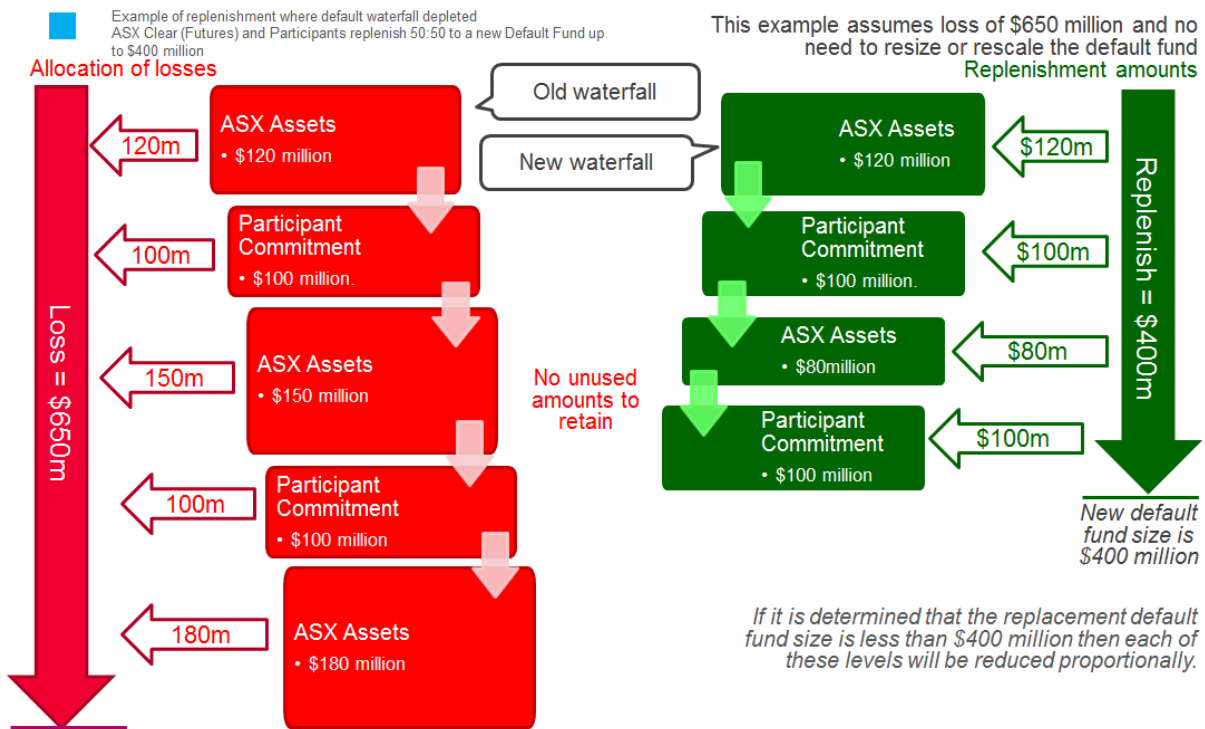 Example of replenishment where default waterfall depleted
ASX Clear (Futures) and Participants replenish 50:50 to a new Default Fund up
to $400 million
This example assumes loss of $650 million and no
need to resize or rescale the default fund
Allocation of losses
Replenishment amounts
Old waterfall
New waterfall
Loss = $650m
120m
ASX Assets
• $120 million
100m
Participant
Commitment
• $100 million.
150m
ASX Assets
• $150 million
100m
Participant
Commitment
• $100 million
180m
ASX Assets
• $180 million
No unused
amounts to
retain
ASX Assets
• $120 million
$120m
Participant
Commitment
• $100 million.
$100m
ASX Assets
• $80million
$80m
Participant
Commitment
• $100 million
$100m
Replenish = $400m
New default
fund size is
$400 million
If it is determined that the replacement default
fund size is less than $400 million then each of
these levels will be reduced proportionally.